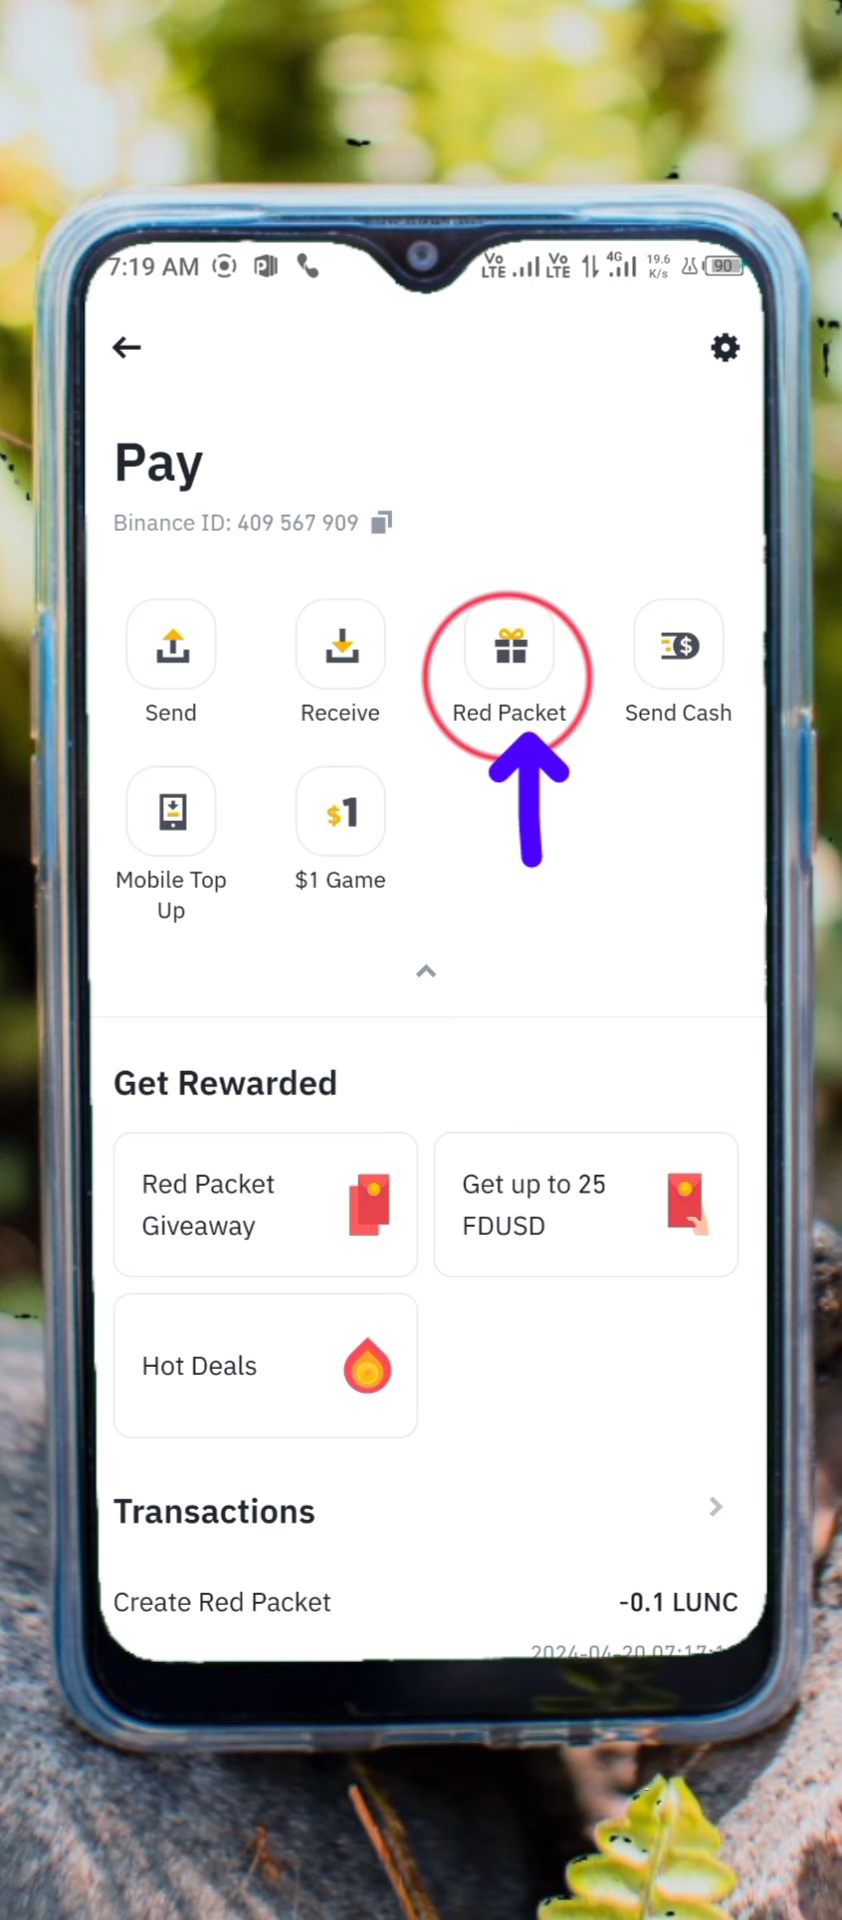 7:19 AM
Vo LTE Vo LTE 4G 19.6 K/s 90
Pay
Binance ID: 409 567 909
Send
Receive
Red Packet
Send Cash
$1
Mobile Top
Up
$1 Game
Get Rewarded
Red Packet
Giveaway
Get up to 25
FDUSD
Hot Deals
Transactions
Create Red Packet
-0.1 LUNC
2024-04-20 07:17:1